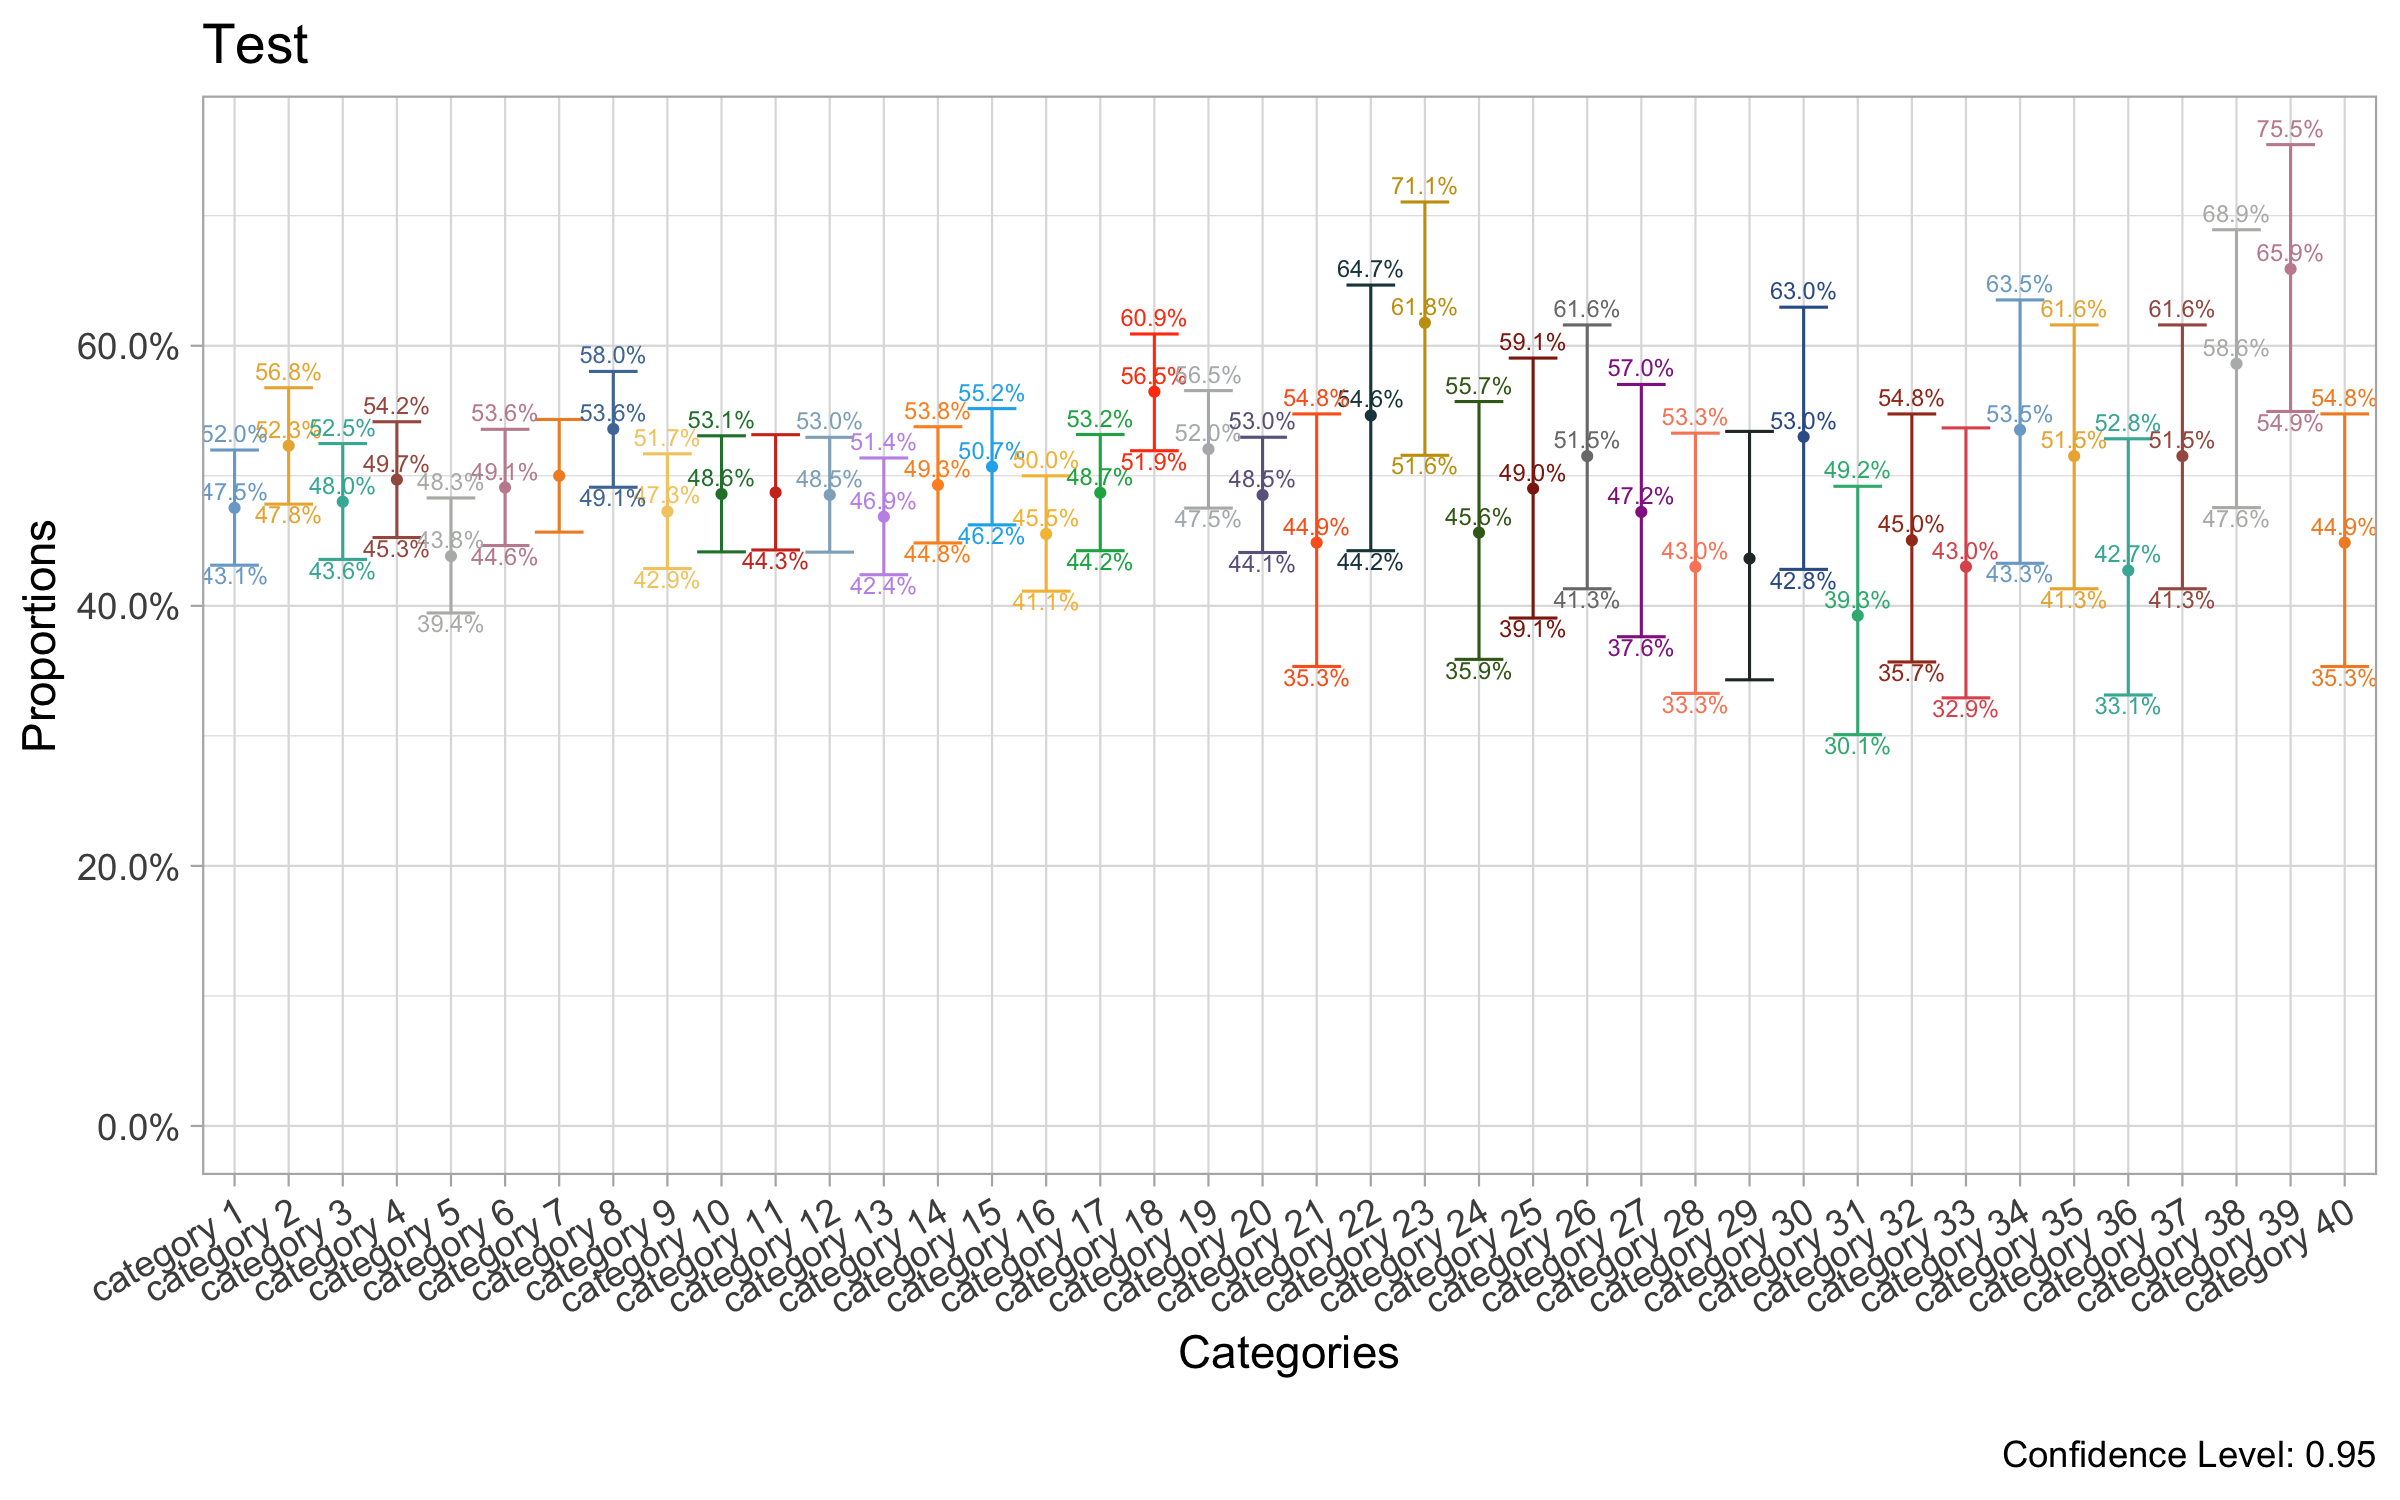 Test
75.5%
71.1%
68.9%
65.9%
64.7%
63.5%
63.0%
61.8%
61.6% 61.6% 61.6%
60.9%
60.0%
59.1%
58.6%
58.0%
57.0%
56.8%
56.5% 56.5%
55.7%
55.2%
54.9%
54.8% 54.8% 54.8%
54.6%
54.2%
53.8%
53.6% 53.6%
53.5%
53.3%
53.2%
53.1%
53.0% 53.0% 53.0%
52.8%
52.5%
52.3%
52.0% 52.0%
51.9%
51.7%
51.6%
51.5% 51.5% 51.5%
51.4%
50.7%
50.0%
49.7%
49.3%
49.2%
49.1% 49.1%
49.0%
48.7%
48.6%
48.5% 48.5%
48.3%
48.0%
47.8%
47.6%
47.5% 47.5%
47.3%
47.2%
46.9%
46.2%
45.6%
45.5%
45.3%
45.0%
44.9% 44.9%
44.8%
44.6%
44.3%
44.2% 44.2%
44.1%
43.8%
43.6%
43.3%
43.1%
43.0% 43.0%
42.9%
42.8%
42.7%
42.4%
41.3% 41.3% 41.3%
41.1%
40.0%
39.4%
39.3%
39.1%
37.6%
35.9%
35.7%
35.3% 35.3%
33.3%
33.1%
32.9%
30.1%
20.0%
0.0%
Proportions
category 1
category 2
category 3
category 4
category 5
category 6
category 7
category 8
category 9
category 10
category 11
category 12
category 13
category 14
category 15
category 16
category 17
category 18
category 19
category 20
category 21
category 22
category 23
category 24
category 25
category 26
category 27
category 28
category 29
category 30
category 31
category 32
category 33
category 34
category 35
category 36
category 37
category 38
category 39
category 40
Categories
Confidence Level: 0.95